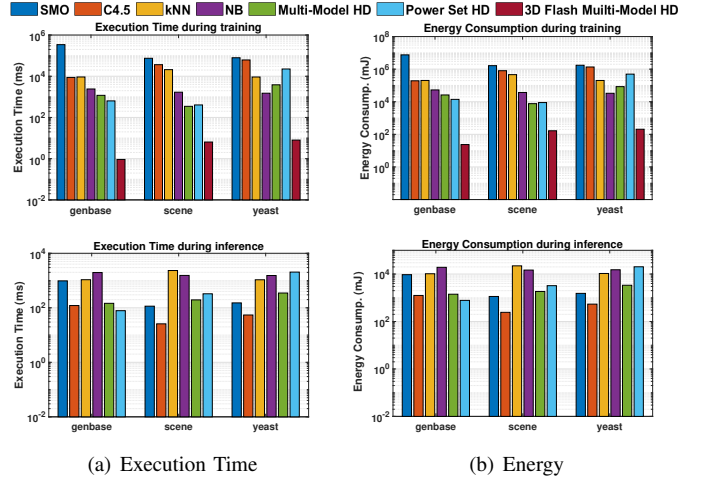 SMO C4.5 kNN NB Multi-Model HD Power Set HD 3D Flash Muilti-Model HD
Execution Time during training
Execution Time (ms)
10^6
10^4
10^2
10^0
10^-2
genbase scene yeast
Energy Consumption during training
Energy Consump. (mJ)
10^8
10^6
10^4
10^2
10^0
genbase scene yeast
Execution Time during inference
Execution Time (ms)
10^4
10^2
10^0
10^-2
genbase scene yeast
Energy Consumption during inference
Energy Consump. (mJ)
10^4
10^2
10^0
10^-2
genbase scene yeast
(a) Execution Time
(b) Energy